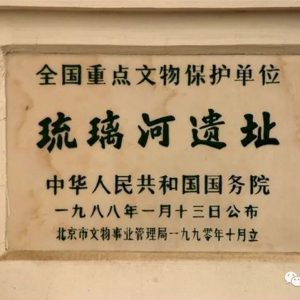 全国重点文物保护单位
琉璃河遗址
中华人民共和国国务院
一九八八年一月十三日公布
北京市文物事业管理局一九九零年十月立